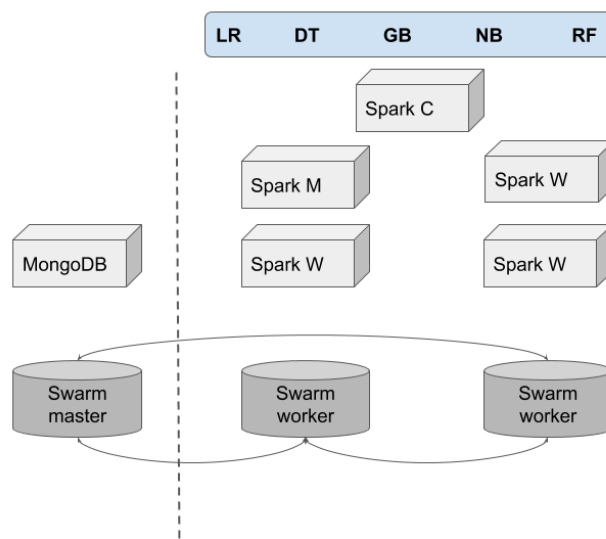 LR DT GB NB RF
Spark C
Spark M
Spark W
MongoDB
Spark W
Spark W
Swarm
master
Swarm
worker
Swarm
worker